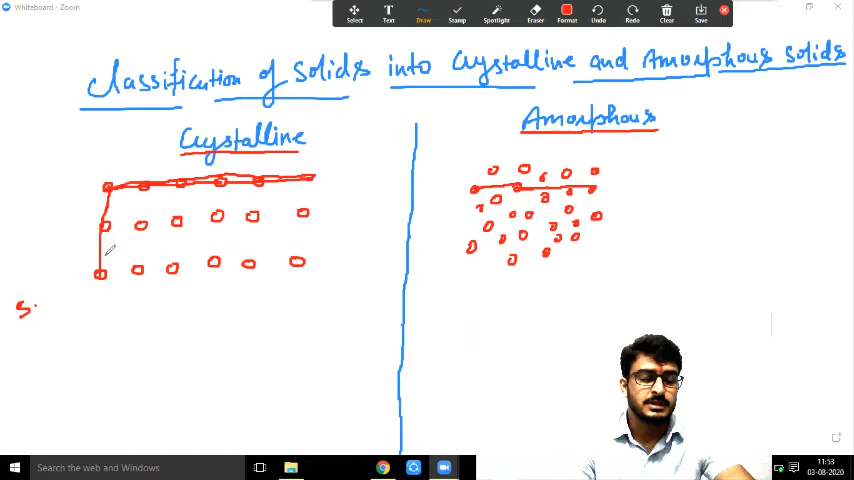 Whiteboard - Zoom
Select Text Draw Stamp Spotlight Eraser Format Undo Redo Clear Save
Classification of Solids into Crystalline and Amorphous Solids
Crystalline
Amorphous
S.
Search the web and Windows
11:53
03-08-2020